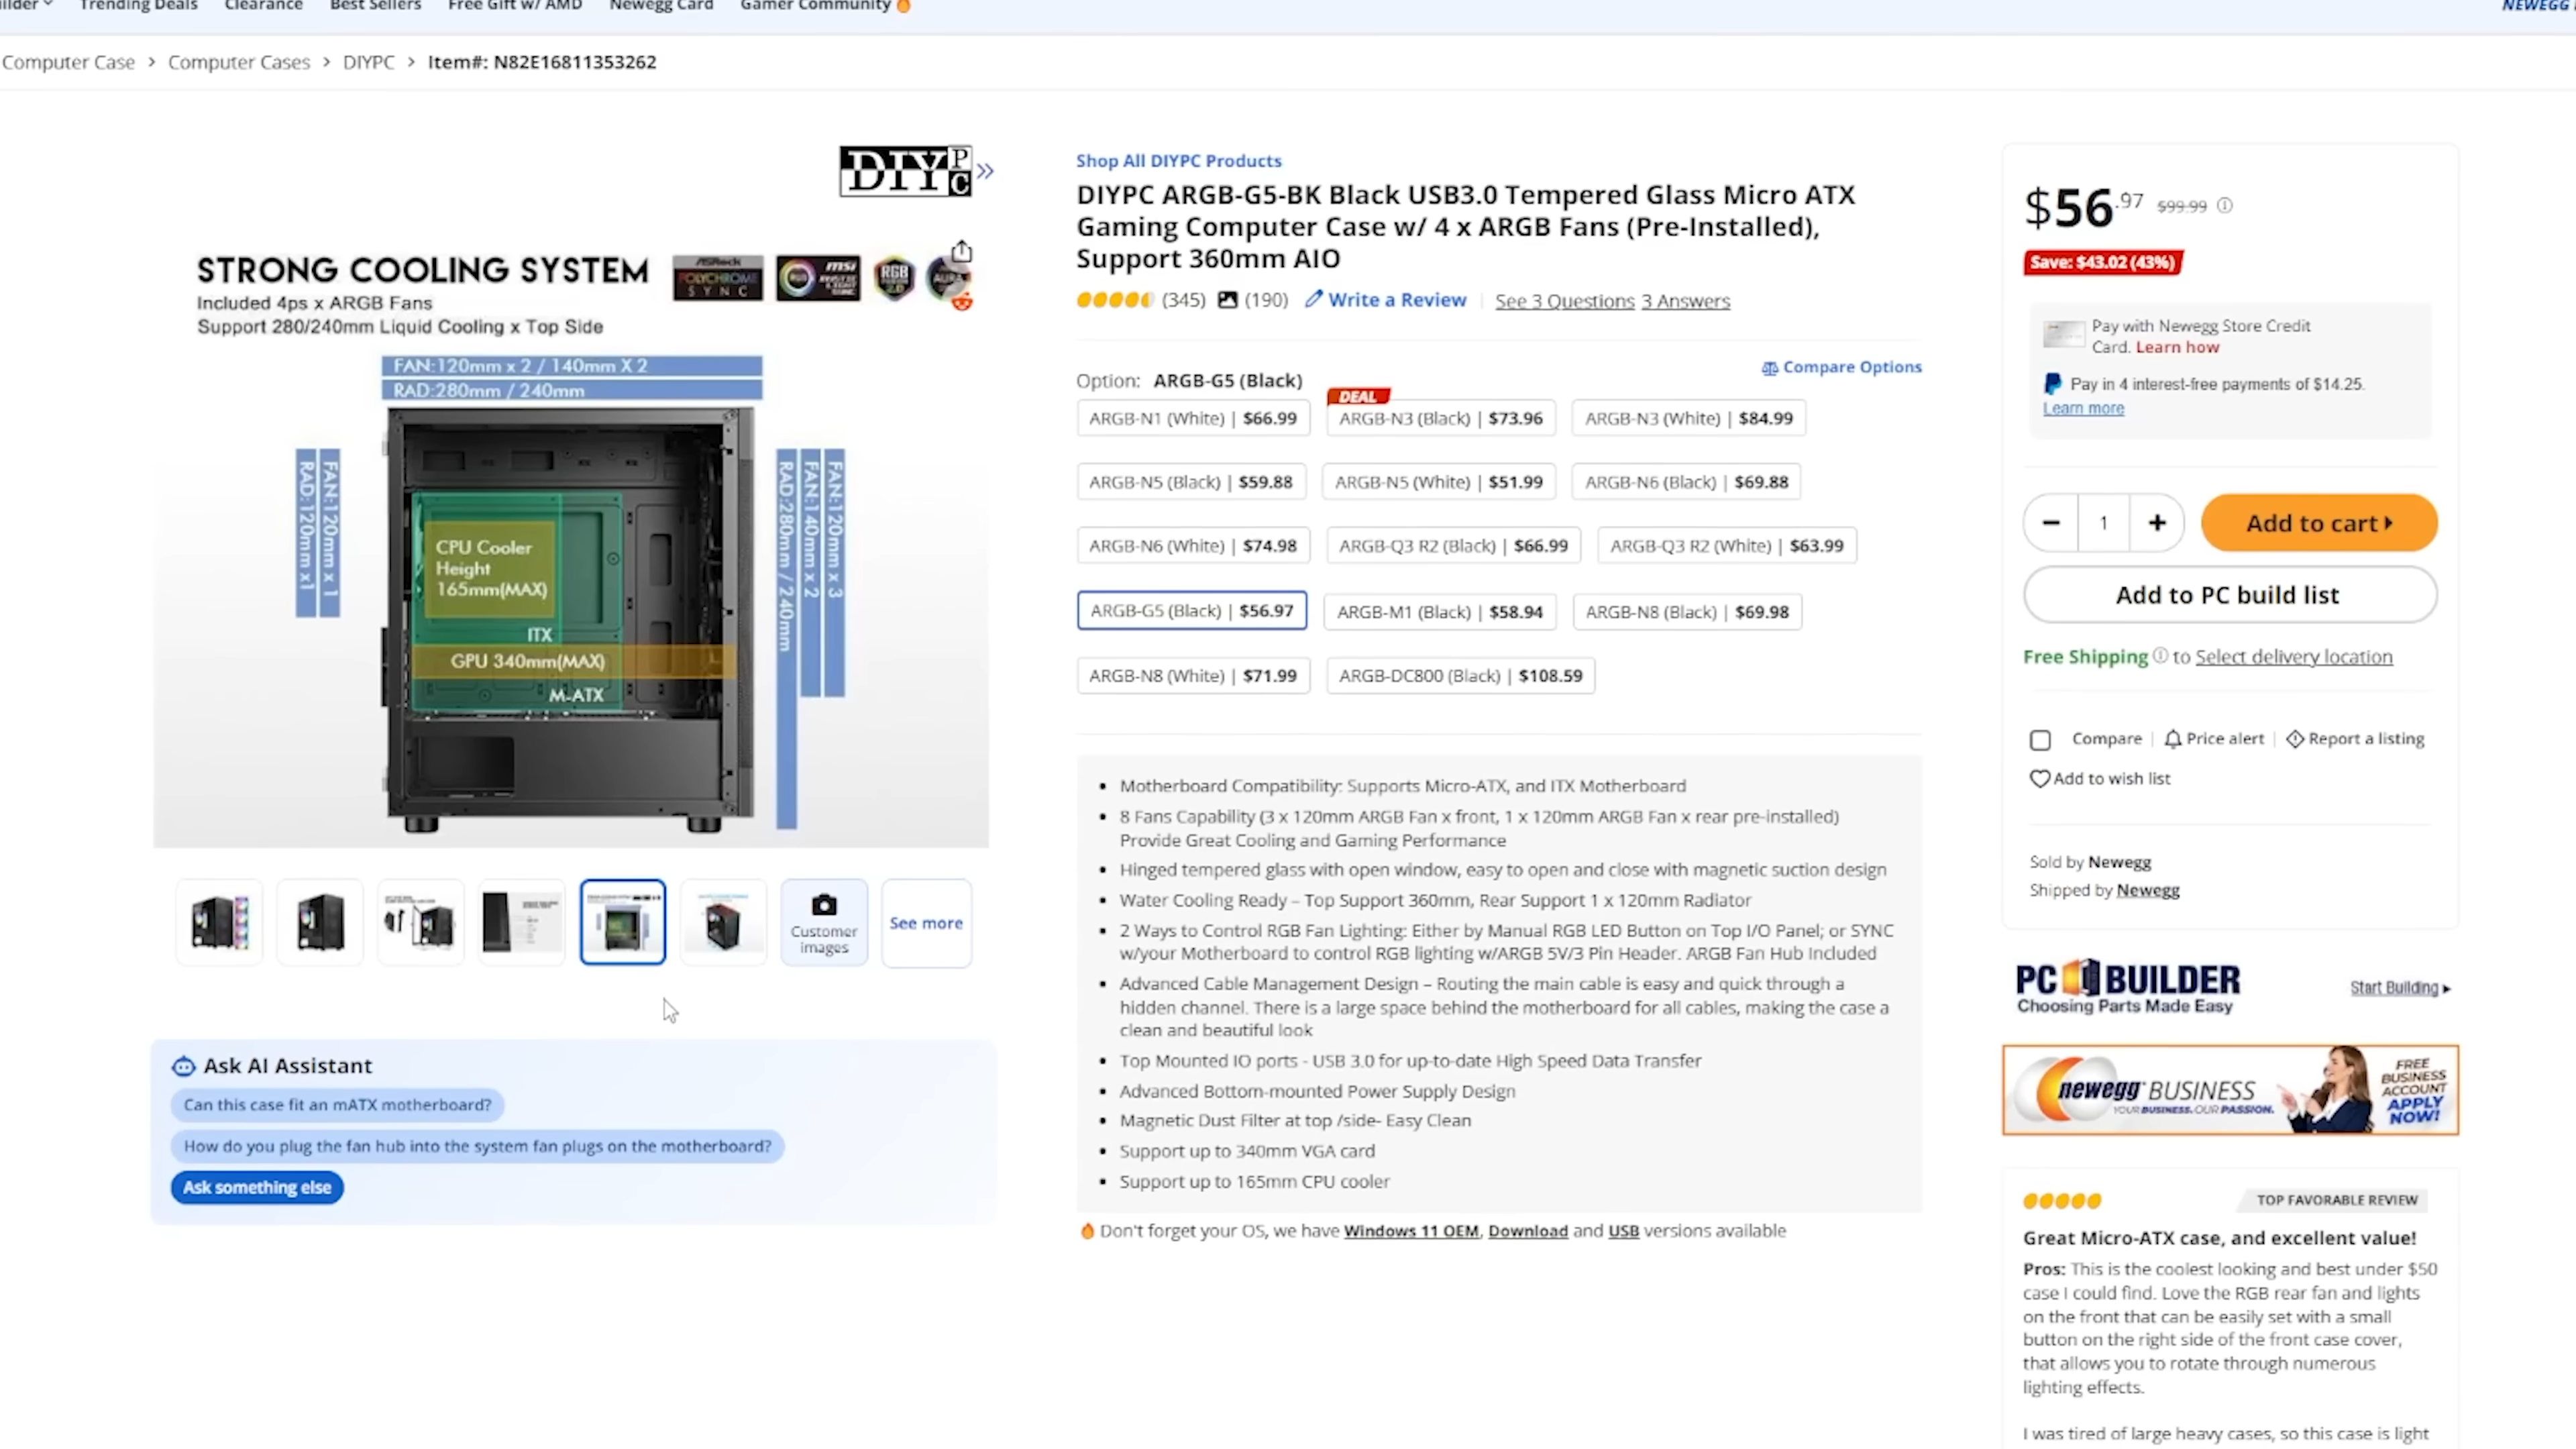 Trending Deals Clearance Best Sellers Free Gift w/ AMD Newegg Card Gamer Community
NEWEGG
Computer Case > Computer Cases > DIYPC > Item#: N82E16811353262
DIYPC
STRONG COOLING SYSTEM
Included 4ps x ARGB Fans
Support 280/240mm Liquid Cooling x Top Side
ASRock
POLYCHROME
SYNC
msi
RGB
FAN:120mm x 2 / 140mm X 2
RAD:280mm / 240mm
RAD:120mm x1
FAN:120mm x 1
CPU Cooler
Height
165mm(MAX)
ITX
GPU 340mm(MAX)
M-ATX
RAD:280mm / 240mm
FAN:140mm x 2
FAN:120mm x 3
Customer
images
See more
Ask AI Assistant
Can this case fit an mATX motherboard?
How do you plug the fan hub into the system fan plugs on the motherboard?
Ask something else
Shop All DIYPC Products
DIYPC ARGB-G5-BK Black USB3.0 Tempered Glass Micro ATX
Gaming Computer Case w/ 4 x ARGB Fans (Pre-Installed),
Support 360mm AIO
(345) (190) Write a Review See 3 Questions 3 Answers
Compare Options
Option: ARGB-G5 (Black)
DEAL
ARGB-N1 (White) | $66.99 ARGB-N3 (Black) | $73.96 ARGB-N3 (White) | $84.99
ARGB-N5 (Black) | $59.88 ARGB-N5 (White) | $51.99 ARGB-N6 (Black) | $69.88
ARGB-N6 (White) | $74.98 ARGB-Q3 R2 (Black) | $66.99 ARGB-Q3 R2 (White) | $63.99
ARGB-G5 (Black) | $56.97 ARGB-M1 (Black) | $58.94 ARGB-N8 (Black) | $69.98
ARGB-N8 (White) | $71.99 ARGB-DC800 (Black) | $108.59
• Motherboard Compatibility: Supports Micro-ATX, and ITX Motherboard
• 8 Fans Capability (3 x 120mm ARGB Fan x front, 1 x 120mm ARGB Fan x rear pre-installed)
Provide Great Cooling and Gaming Performance
• Hinged tempered glass with open window, easy to open and close with magnetic suction design
• Water Cooling Ready – Top Support 360mm, Rear Support 1 x 120mm Radiator
• 2 Ways to Control RGB Fan Lighting: Either by Manual RGB LED Button on Top I/O Panel; or SYNC
w/your Motherboard to control RGB lighting w/ARGB 5V/3 Pin Header. ARGB Fan Hub Included
• Advanced Cable Management Design – Routing the main cable is easy and quick through a
hidden channel. There is a large space behind the motherboard for all cables, making the case a
clean and beautiful look
• Top Mounted IO ports - USB 3.0 for up-to-date High Speed Data Transfer
• Advanced Bottom-mounted Power Supply Design
• Magnetic Dust Filter at top /side- Easy Clean
• Support up to 340mm VGA card
• Support up to 165mm CPU cooler
Don't forget your OS, we have Windows 11 OEM, Download and USB versions available
$56.97 $99.99
Save: $43.02 (43%)
Pay with Newegg Store Credit
Card. Learn how
Pay in 4 interest-free payments of $14.25.
Learn more
1
Add to cart
Add to PC build list
Free Shipping to Select delivery location
Compare Price alert Report a listing
Add to wish list
Sold by Newegg
Shipped by Newegg
PC BUILDER
Choosing Parts Made Easy
Start Building
newegg BUSINESS
YOUR BUSINESS. OUR PASSION.
FREE
BUSINESS
ACCOUNT
APPLY
NOW!
TOP FAVORABLE REVIEW
Great Micro-ATX case, and excellent value!
Pros: This is the coolest looking and best under $50
case I could find. Love the RGB rear fan and lights
on the front that can be easily set with a small
button on the right side of the front case cover,
that allows you to rotate through numerous
lighting effects.
I was tired of large heavy cases, so this case is light